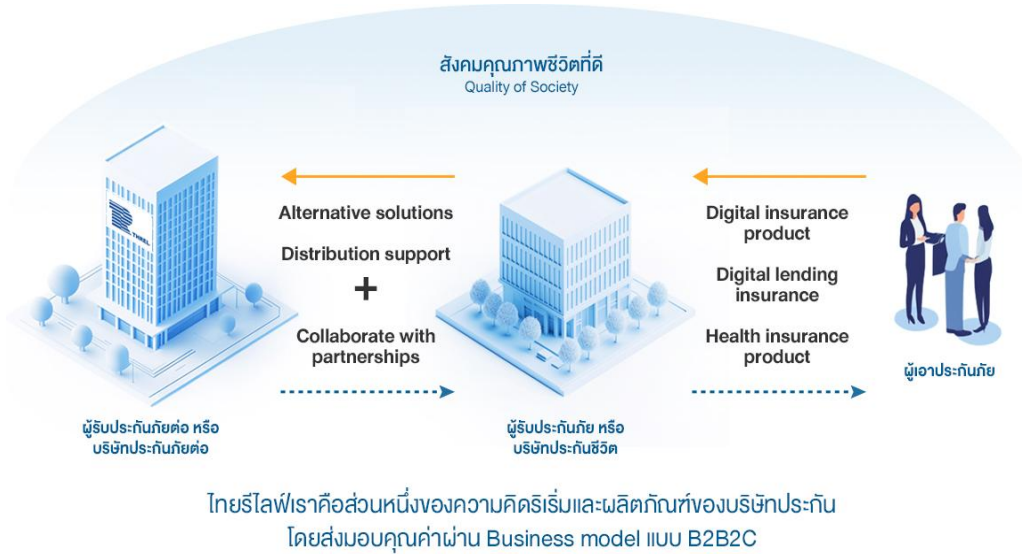 สังคมคุณภาพชีวิตที่ดี
Quality of Society
THREL
Alternative solutions
Distribution support
+
Collaborate with
partnerships
Digital insurance
product
Digital lending
insurance
Health insurance
product
ผู้เอาประกันภัย
ผู้รับประกันภัยต่อ หรือ
บริษัทประกันภัยต่อ
ผู้รับประกันภัย หรือ
บริษัทประกันชีวิต
ไทยรีไลฟ์เราคือส่วนหนึ่งของความคิดริเริ่มและผลิตภัณฑ์ของบริษัทประกัน
โดยส่งมอบคุณค่าผ่าน Business model แบบ B2B2C